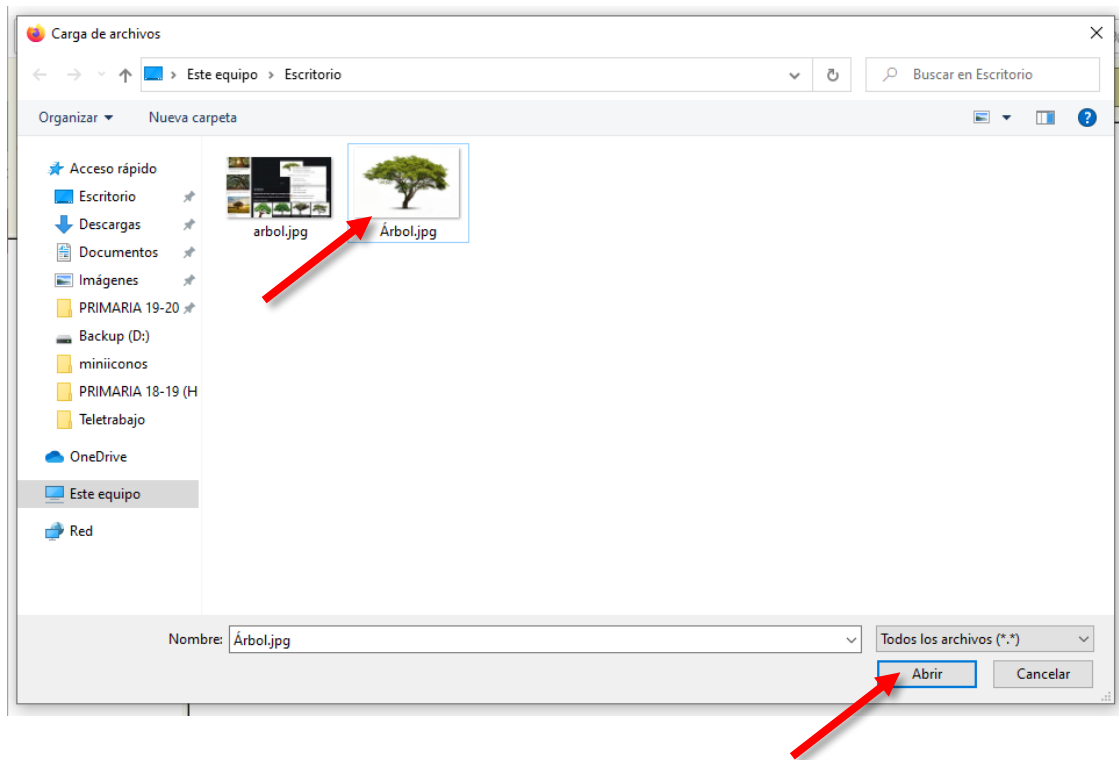 Carga de archivos
Este equipo > Escritorio
Buscar en Escritorio
Organizar
Nueva carpeta
?
Acceso rápido
Escritorio
Descargas
Documentos
Imágenes
PRIMARIA 19-20
Backup (D:)
miniiconos
PRIMARIA 18-19 (H
Teletrabajo
OneDrive
Este equipo
Red
arbol.jpg
Árbol.jpg
Nombre: Árbol.jpg
Todos los archivos (*.*)
Abrir
Cancelar